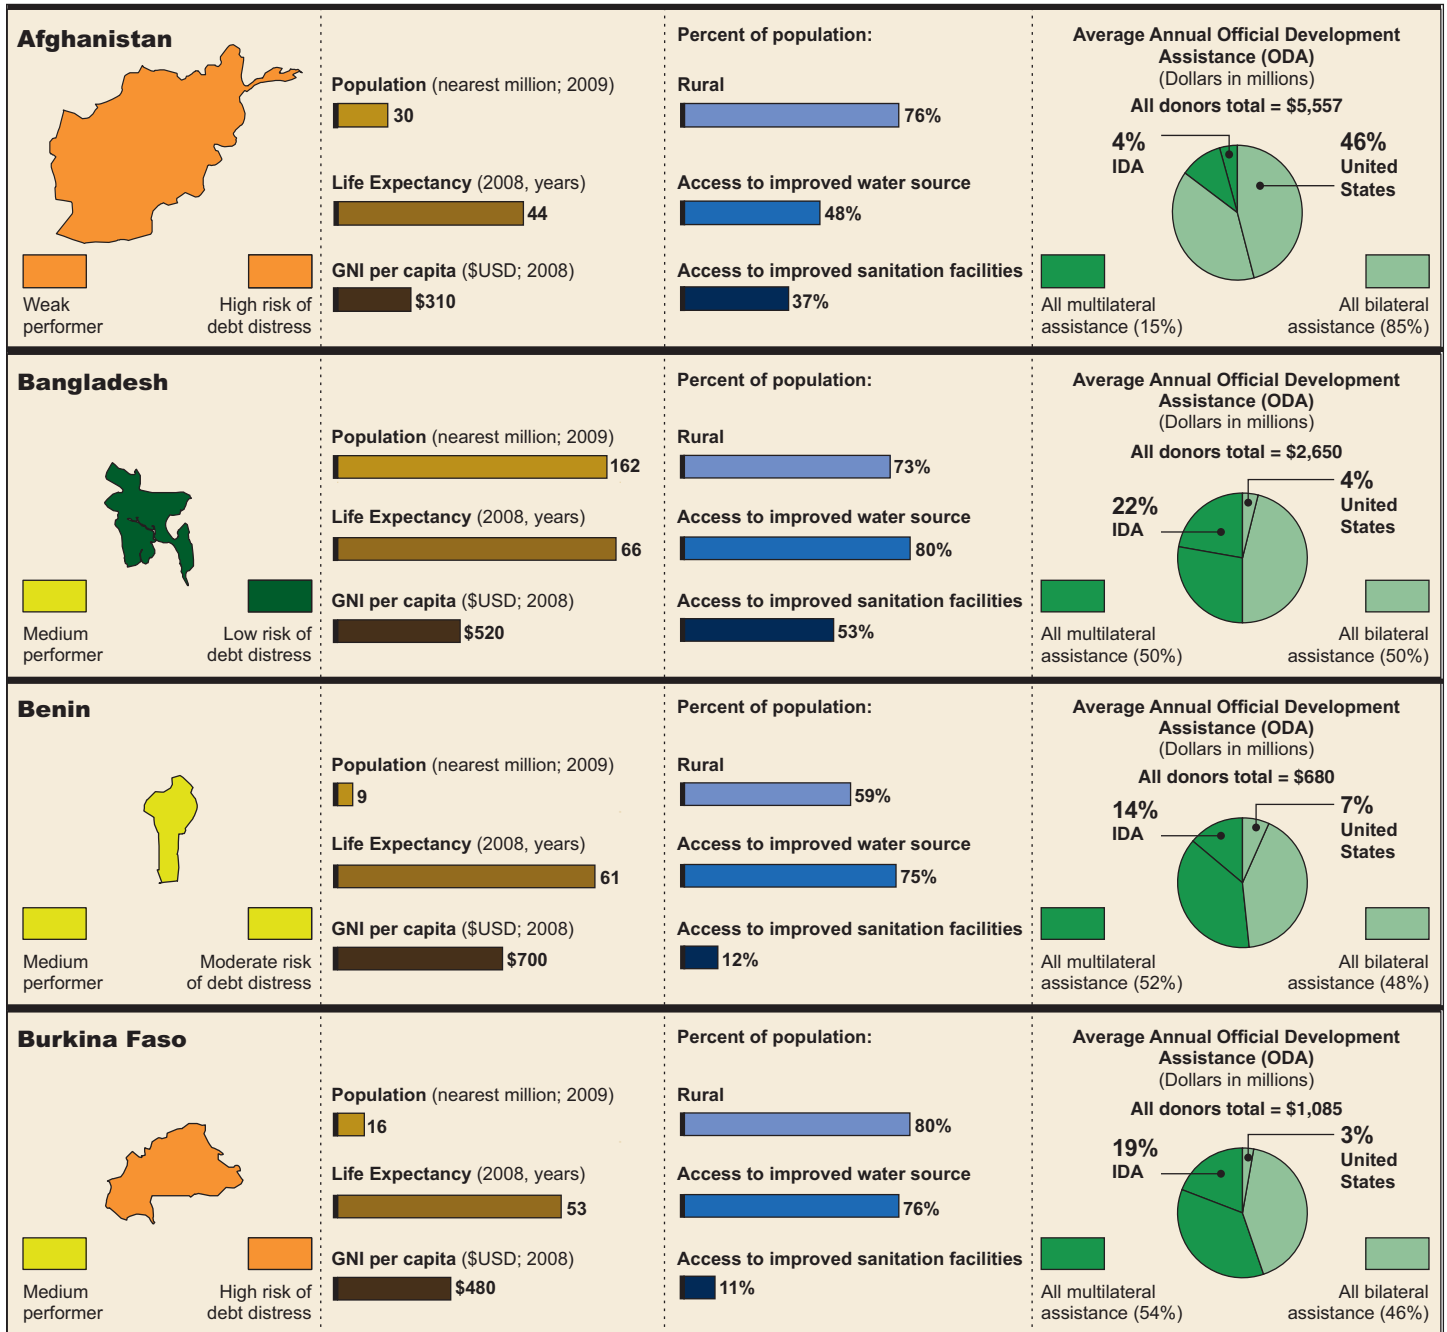 Afghanistan
Population (nearest million; 2009)
30
Life Expectancy (2008, years)
44
GNI per capita ($USD; 2008)
$310
Weak
performer
High risk of
debt distress
Percent of population:
Rural
76%
Access to improved water source
48%
Access to improved sanitation facilities
37%
Average Annual Official Development
Assistance (ODA)
(Dollars in millions)
All donors total = $5,557
4%
IDA
46%
United
States
All multilateral
assistance (15%)
All bilateral
assistance (85%)
Bangladesh
Population (nearest million; 2009)
162
Life Expectancy (2008, years)
66
GNI per capita ($USD; 2008)
$520
Medium
performer
Low risk of
debt distress
Percent of population:
Rural
73%
Access to improved water source
80%
Access to improved sanitation facilities
53%
Average Annual Official Development
Assistance (ODA)
(Dollars in millions)
All donors total = $2,650
22%
IDA
4%
United
States
All multilateral
assistance (50%)
All bilateral
assistance (50%)
Benin
Population (nearest million; 2009)
9
Life Expectancy (2008, years)
61
GNI per capita ($USD; 2008)
$700
Medium
performer
Moderate risk
of debt distress
Percent of population:
Rural
59%
Access to improved water source
75%
Access to improved sanitation facilities
12%
Average Annual Official Development
Assistance (ODA)
(Dollars in millions)
All donors total = $680
14%
IDA
7%
United
States
All multilateral
assistance (52%)
All bilateral
assistance (48%)
Burkina Faso
Population (nearest million; 2009)
16
Life Expectancy (2008, years)
53
GNI per capita ($USD; 2008)
$480
Medium
performer
High risk of
debt distress
Percent of population:
Rural
80%
Access to improved water source
76%
Access to improved sanitation facilities
11%
Average Annual Official Development
Assistance (ODA)
(Dollars in millions)
All donors total = $1,085
19%
IDA
3%
United
States
All multilateral
assistance (54%)
All bilateral
assistance (46%)